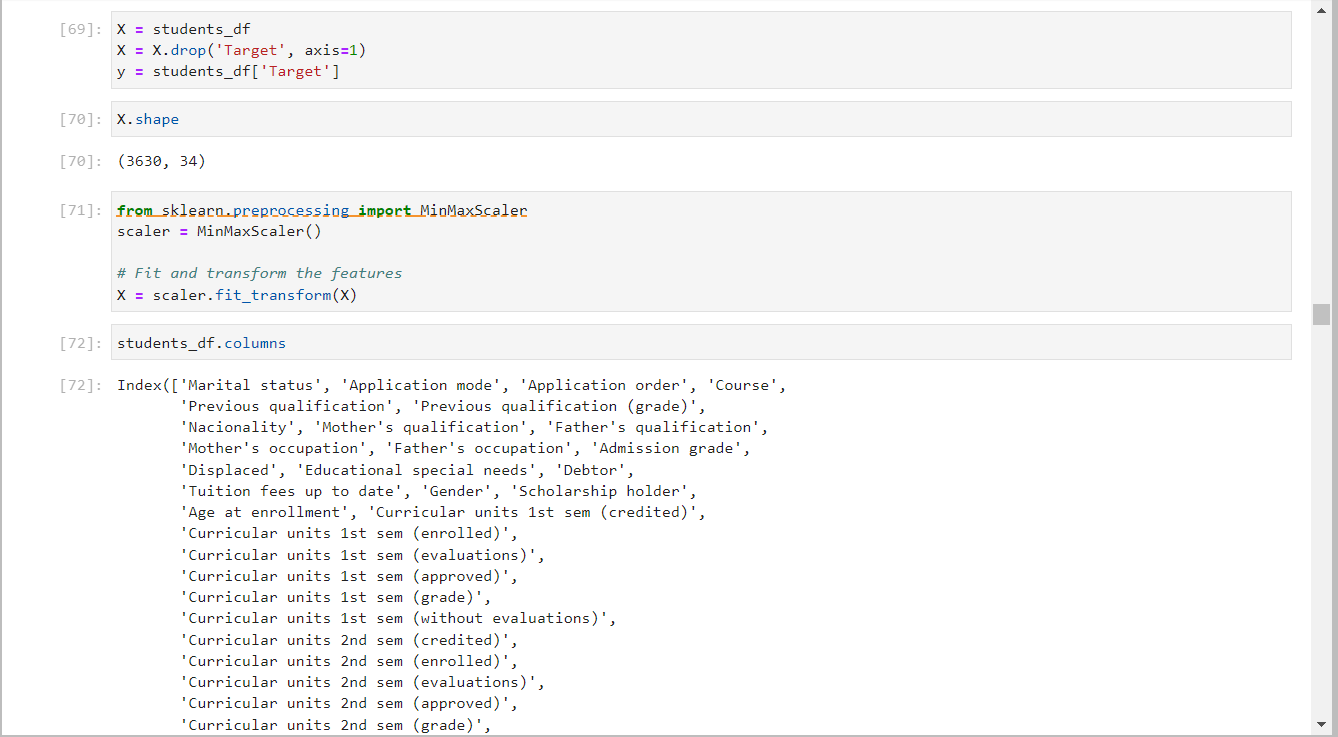 [69]: X = students_df
X = X.drop('Target', axis=1)
y = students_df['Target']
[70]: X.shape
[70]: (3630, 34)
[71]: from sklearn.preprocessing import MinMaxScaler
scaler = MinMaxScaler()
# Fit and transform the features
X = scaler.fit_transform(X)
[72]: students_df.columns
[72]: Index(['Marital status', 'Application mode', 'Application order', 'Course',
'Previous qualification', 'Previous qualification (grade)',
'Nacionality', 'Mother's qualification', 'Father's qualification',
'Mother's occupation', 'Father's occupation', 'Admission grade',
'Displaced', 'Educational special needs', 'Debtor',
'Tuition fees up to date', 'Gender', 'Scholarship holder',
'Age at enrollment', 'Curricular units 1st sem (credited)',
'Curricular units 1st sem (enrolled)',
'Curricular units 1st sem (evaluations)',
'Curricular units 1st sem (approved)',
'Curricular units 1st sem (grade)',
'Curricular units 1st sem (without evaluations)',
'Curricular units 2nd sem (credited)',
'Curricular units 2nd sem (enrolled)',
'Curricular units 2nd sem (evaluations)',
'Curricular units 2nd sem (approved)',
'Curricular units 2nd sem (grade)',